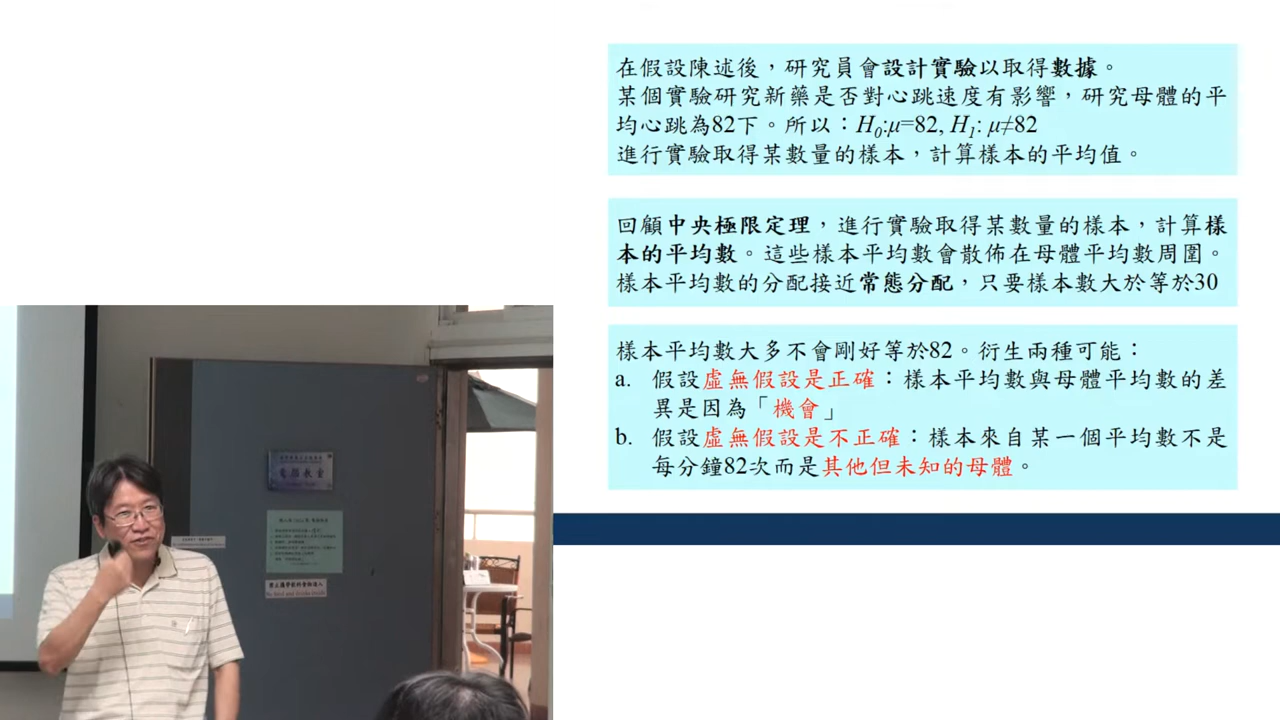 在假設陳述後，研究員會設計實驗以取得數據。
某個實驗研究新藥是否對心跳速度有影響，研究母體的平
均心跳為82下。所以：H0:μ=82, H1: μ≠82
進行實驗取得某數量的樣本，計算樣本的平均值。
回顧中央極限定理，進行實驗取得某數量的樣本，計算樣
本的平均數。這些樣本平均數會散佈在母體平均數周圍。
樣本平均數的分配接近常態分配，只要樣本數大於等於30
樣本平均數大多不會剛好等於82。衍生兩種可能：
a. 假設虛無假設是正確：樣本平均數與母體平均數的差
異是因為「機會」
b. 假設虛無假設是不正確：樣本來自某一個平均數不是
每分鐘82次而是其他但未知的母體。
電腦教室